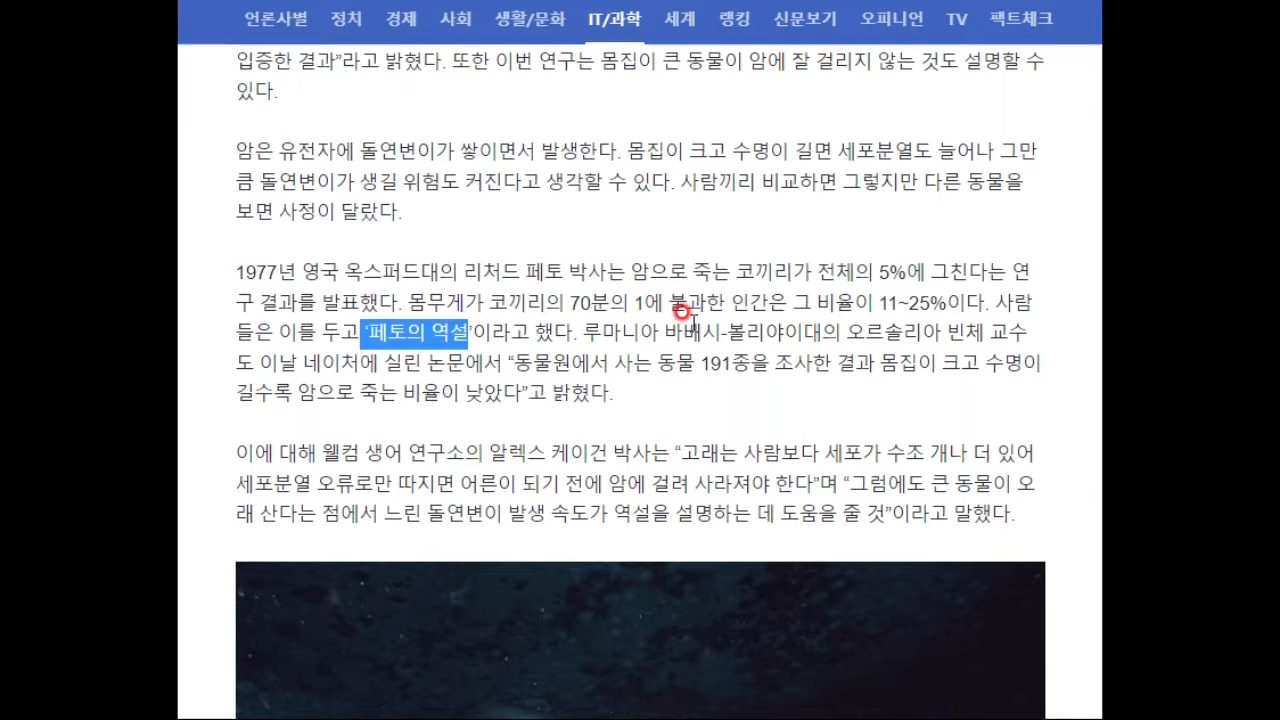 언론사별 정치 경제 사회 생활/문화 IT/과학 세계 랭킹 신문보기 오피니언 TV 팩트체크
입증한 결과”라고 밝혔다. 또한 이번 연구는 몸집이 큰 동물이 암에 잘 걸리지 않는 것도 설명할 수
있다.
암은 유전자에 돌연변이가 쌓이면서 발생한다. 몸집이 크고 수명이 길면 세포분열도 늘어나 그만
큼 돌연변이가 생길 위험도 커진다고 생각할 수 있다. 사람끼리 비교하면 그렇지만 다른 동물을
보면 사정이 달랐다.
1977년 영국 옥스퍼드대의 리처드 페토 박사는 암으로 죽는 코끼리가 전체의 5%에 그친다는 연
구 결과를 발표했다. 몸무게가 코끼리의 70분의 1에 불과한 인간은 그 비율이 11~25%이다. 사람
들은 이를 두고 ‘페토의 역설’이라고 했다. 루마니아 바배시-볼리야이대의 오르솔리아 빈체 교수
도 이날 네이처에 실린 논문에서 “동물원에서 사는 동물 191종을 조사한 결과 몸집이 크고 수명이
길수록 암으로 죽는 비율이 낮았다”고 밝혔다.
이에 대해 웰컴 생어 연구소의 알렉스 케이건 박사는 “고래는 사람보다 세포가 수조 개나 더 있어
세포분열 오류로만 따지면 어른이 되기 전에 암에 걸려 사라져야 한다”며 “그럼에도 큰 동물이 오
래 산다는 점에서 느린 돌연변이 발생 속도가 역설을 설명하는 데 도움을 줄 것”이라고 말했다.